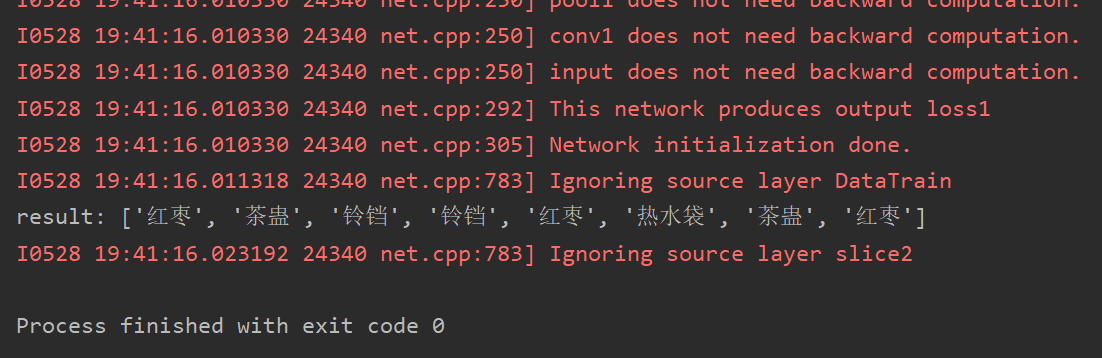 I0528 19:41:16.010330 24340 net.cpp:250] pool1 does not need backward computation.
I0528 19:41:16.010330 24340 net.cpp:250] conv1 does not need backward computation.
I0528 19:41:16.010330 24340 net.cpp:250] input does not need backward computation.
I0528 19:41:16.010330 24340 net.cpp:292] This network produces output loss1
I0528 19:41:16.010330 24340 net.cpp:305] Network initialization done.
I0528 19:41:16.011318 24340 net.cpp:783] Ignoring source layer DataTrain
result: ['红枣', '茶蛊', '铃铛', '铃铛', '红枣', '热水袋', '茶蛊', '红枣']
I0528 19:41:16.023192 24340 net.cpp:783] Ignoring source layer slice2
Process finished with exit code 0